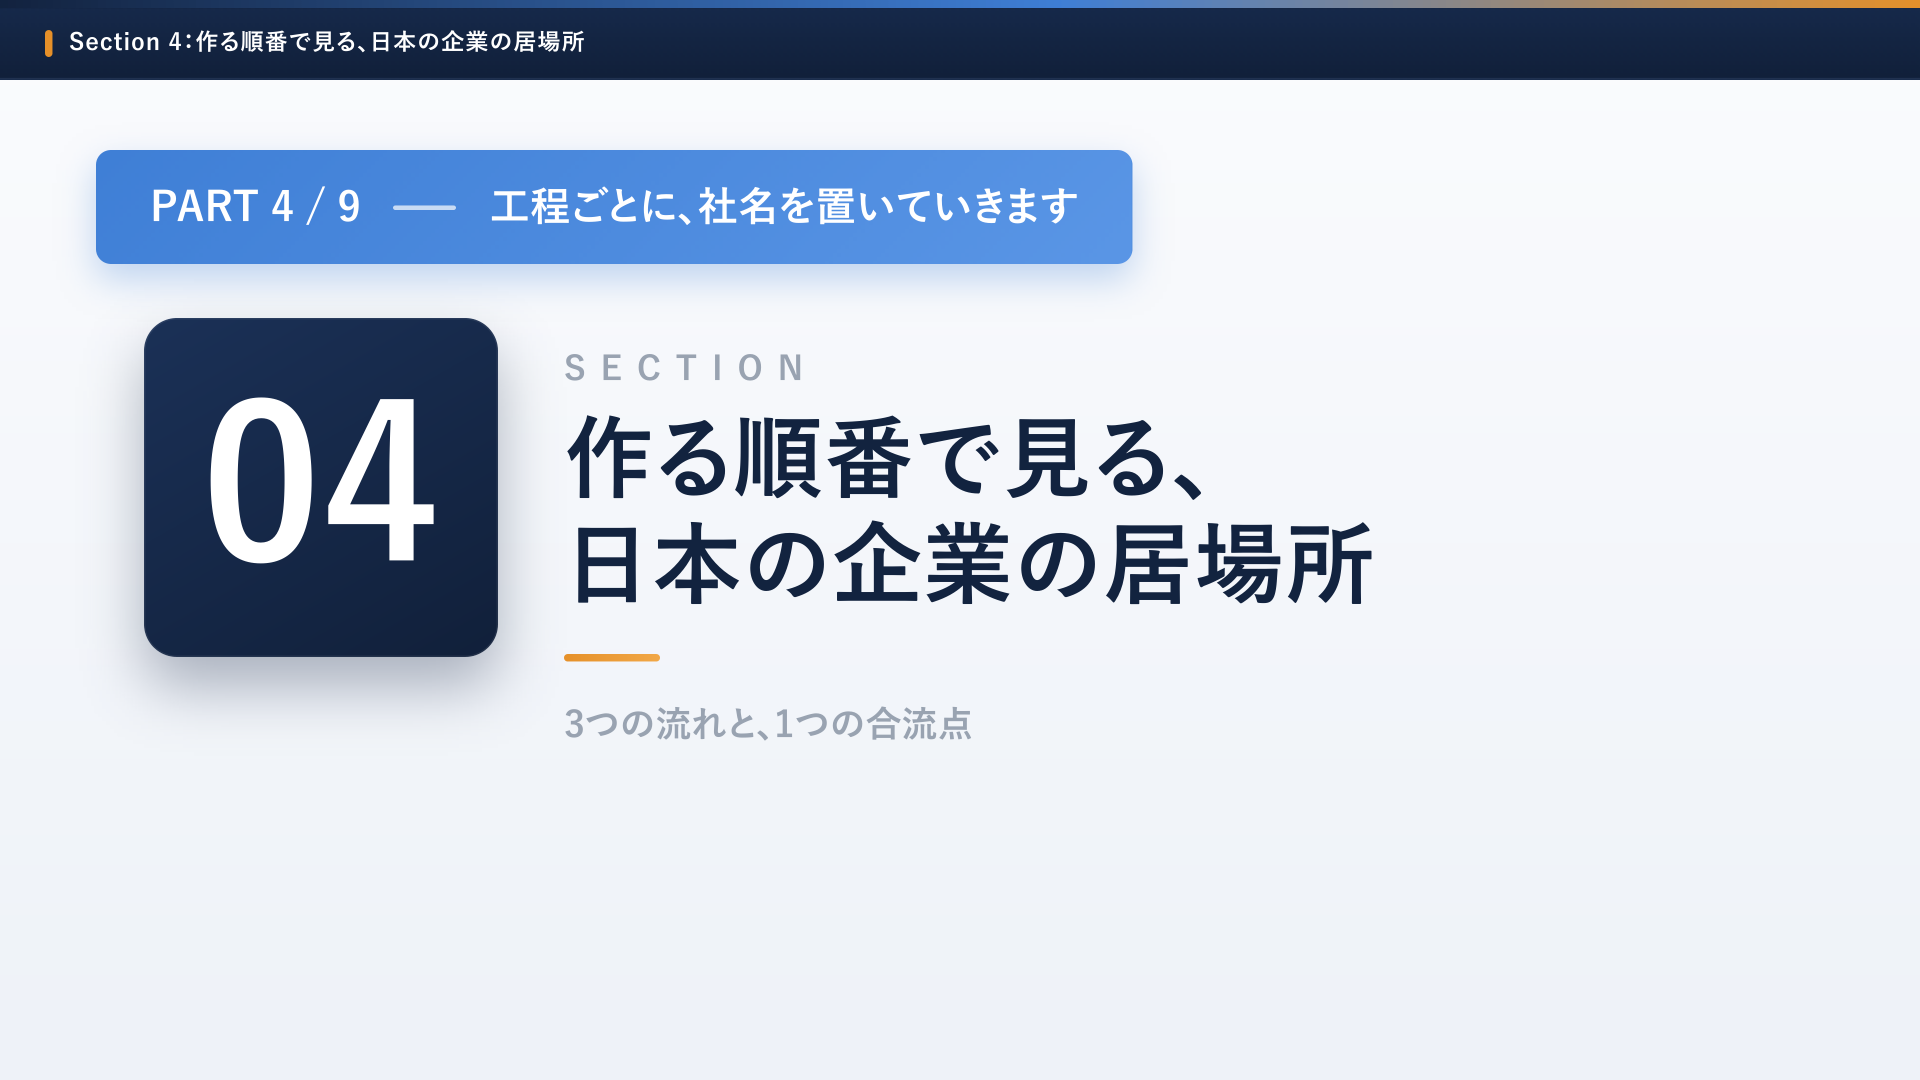 Section 4：作る順番で見る、日本の企業の居場所
PART 4 / 9 — 工程ごとに、社名を置いていきます
04
SECTION
作る順番で見る、
日本の企業の居場所
3つの流れと、1つの合流点